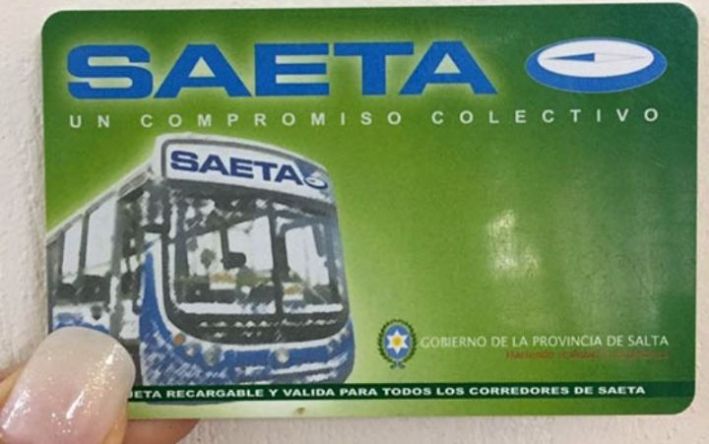 SAETA
UN COMPROMISO COLECTIVO
SAETA
GOBIERNO DE LA PROVINCIA DE SALTA
JETA RECARGABLE Y VALIDA PARA TODOS LOS CORREDORES DE SAETA